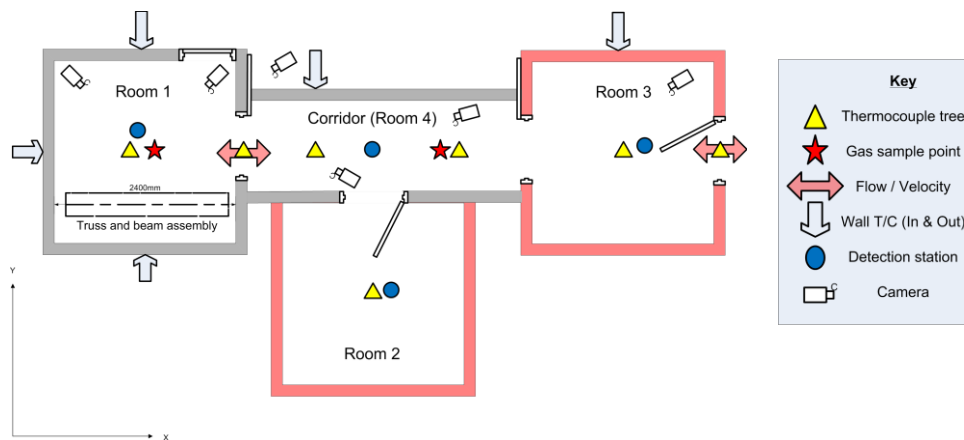 Room 1
Corridor (Room 4)
Room 3
2400mm
Truss and beam assembly
Room 2
Y
X
Key
Thermocouple tree
Gas sample point
Flow / Velocity
Wall T/C (In & Out)
Detection station
Camera